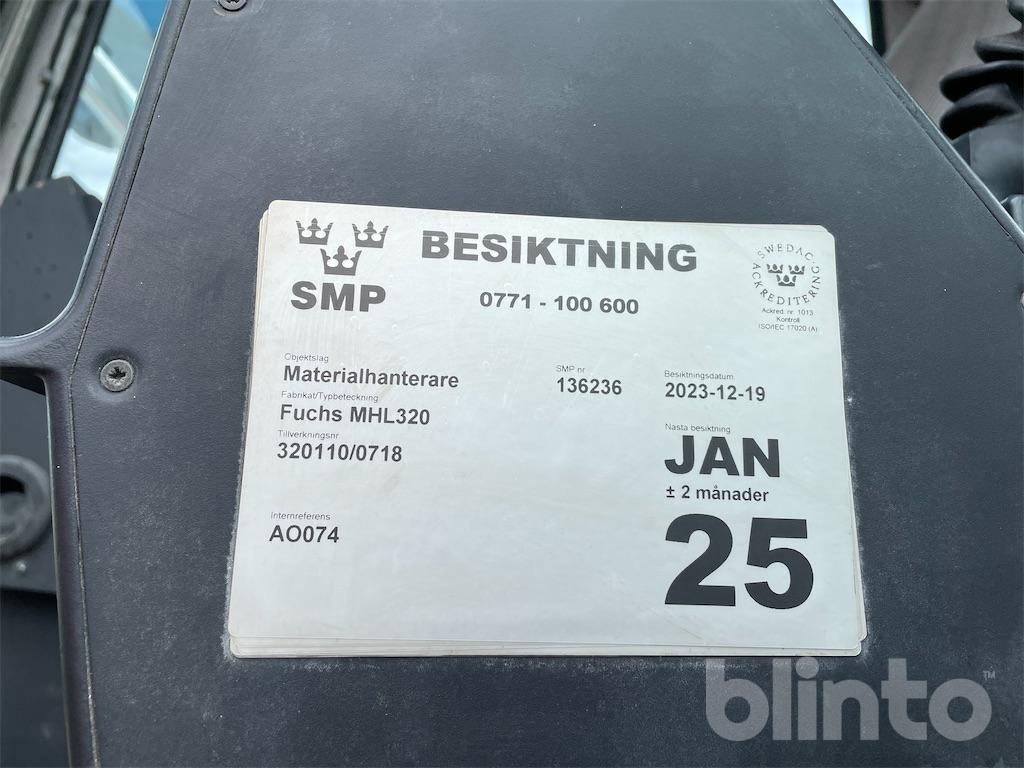 SMP
BESIKTNING
0771 - 100 600
SWEDAC
ACKREDITERING
Ackred. nr. 1013
Kontroll
ISO/IEC 17020 (A)
Objektslag
Materialhanterare
Fabrikat/Typbeteckning
Fuchs MHL320
Tillverkningsnr
320110/0718
Internreferens
AO074
SMP nr
136236
Besiktningsdatum
2023-12-19
Nästa besiktning
JAN
± 2 månader
25
blinto™